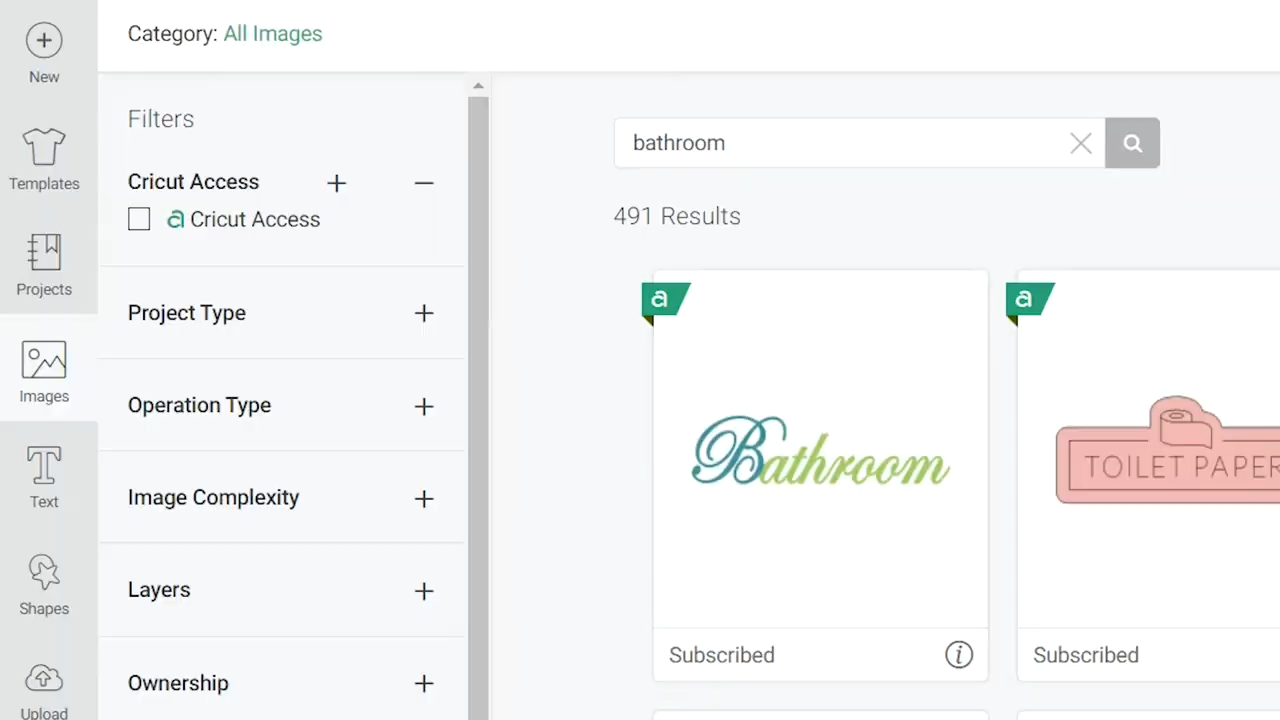 Category: All Images
New
Templates
Projects
Images
Text
Shapes
Upload
Filters
Cricut Access
a Cricut Access
Project Type
Operation Type
Image Complexity
Layers
Ownership
bathroom
491 Results
a
Bathroom
Subscribed
a
TOILET PAPER
Subscribed